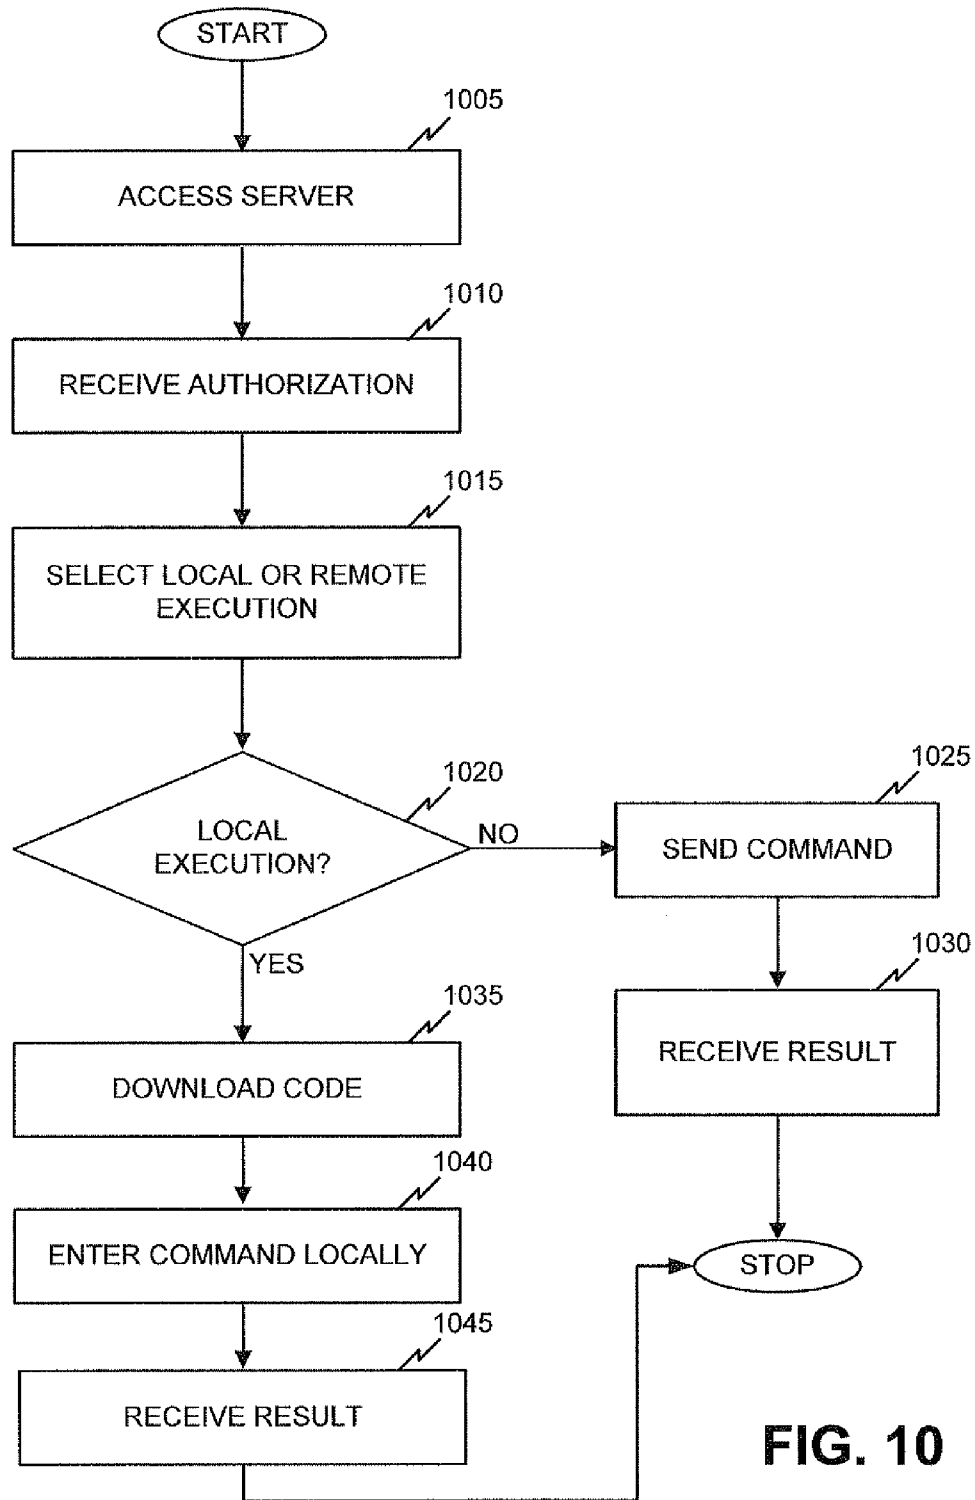 START
1005
ACCESS SERVER
1010
RECEIVE AUTHORIZATION
1015
SELECT LOCAL OR REMOTE
EXECUTION
1020
LOCAL
EXECUTION?
NO
YES
1025
SEND COMMAND
1030
RECEIVE RESULT
1035
DOWNLOAD CODE
1040
ENTER COMMAND LOCALLY
1045
RECEIVE RESULT
STOP
FIG. 10